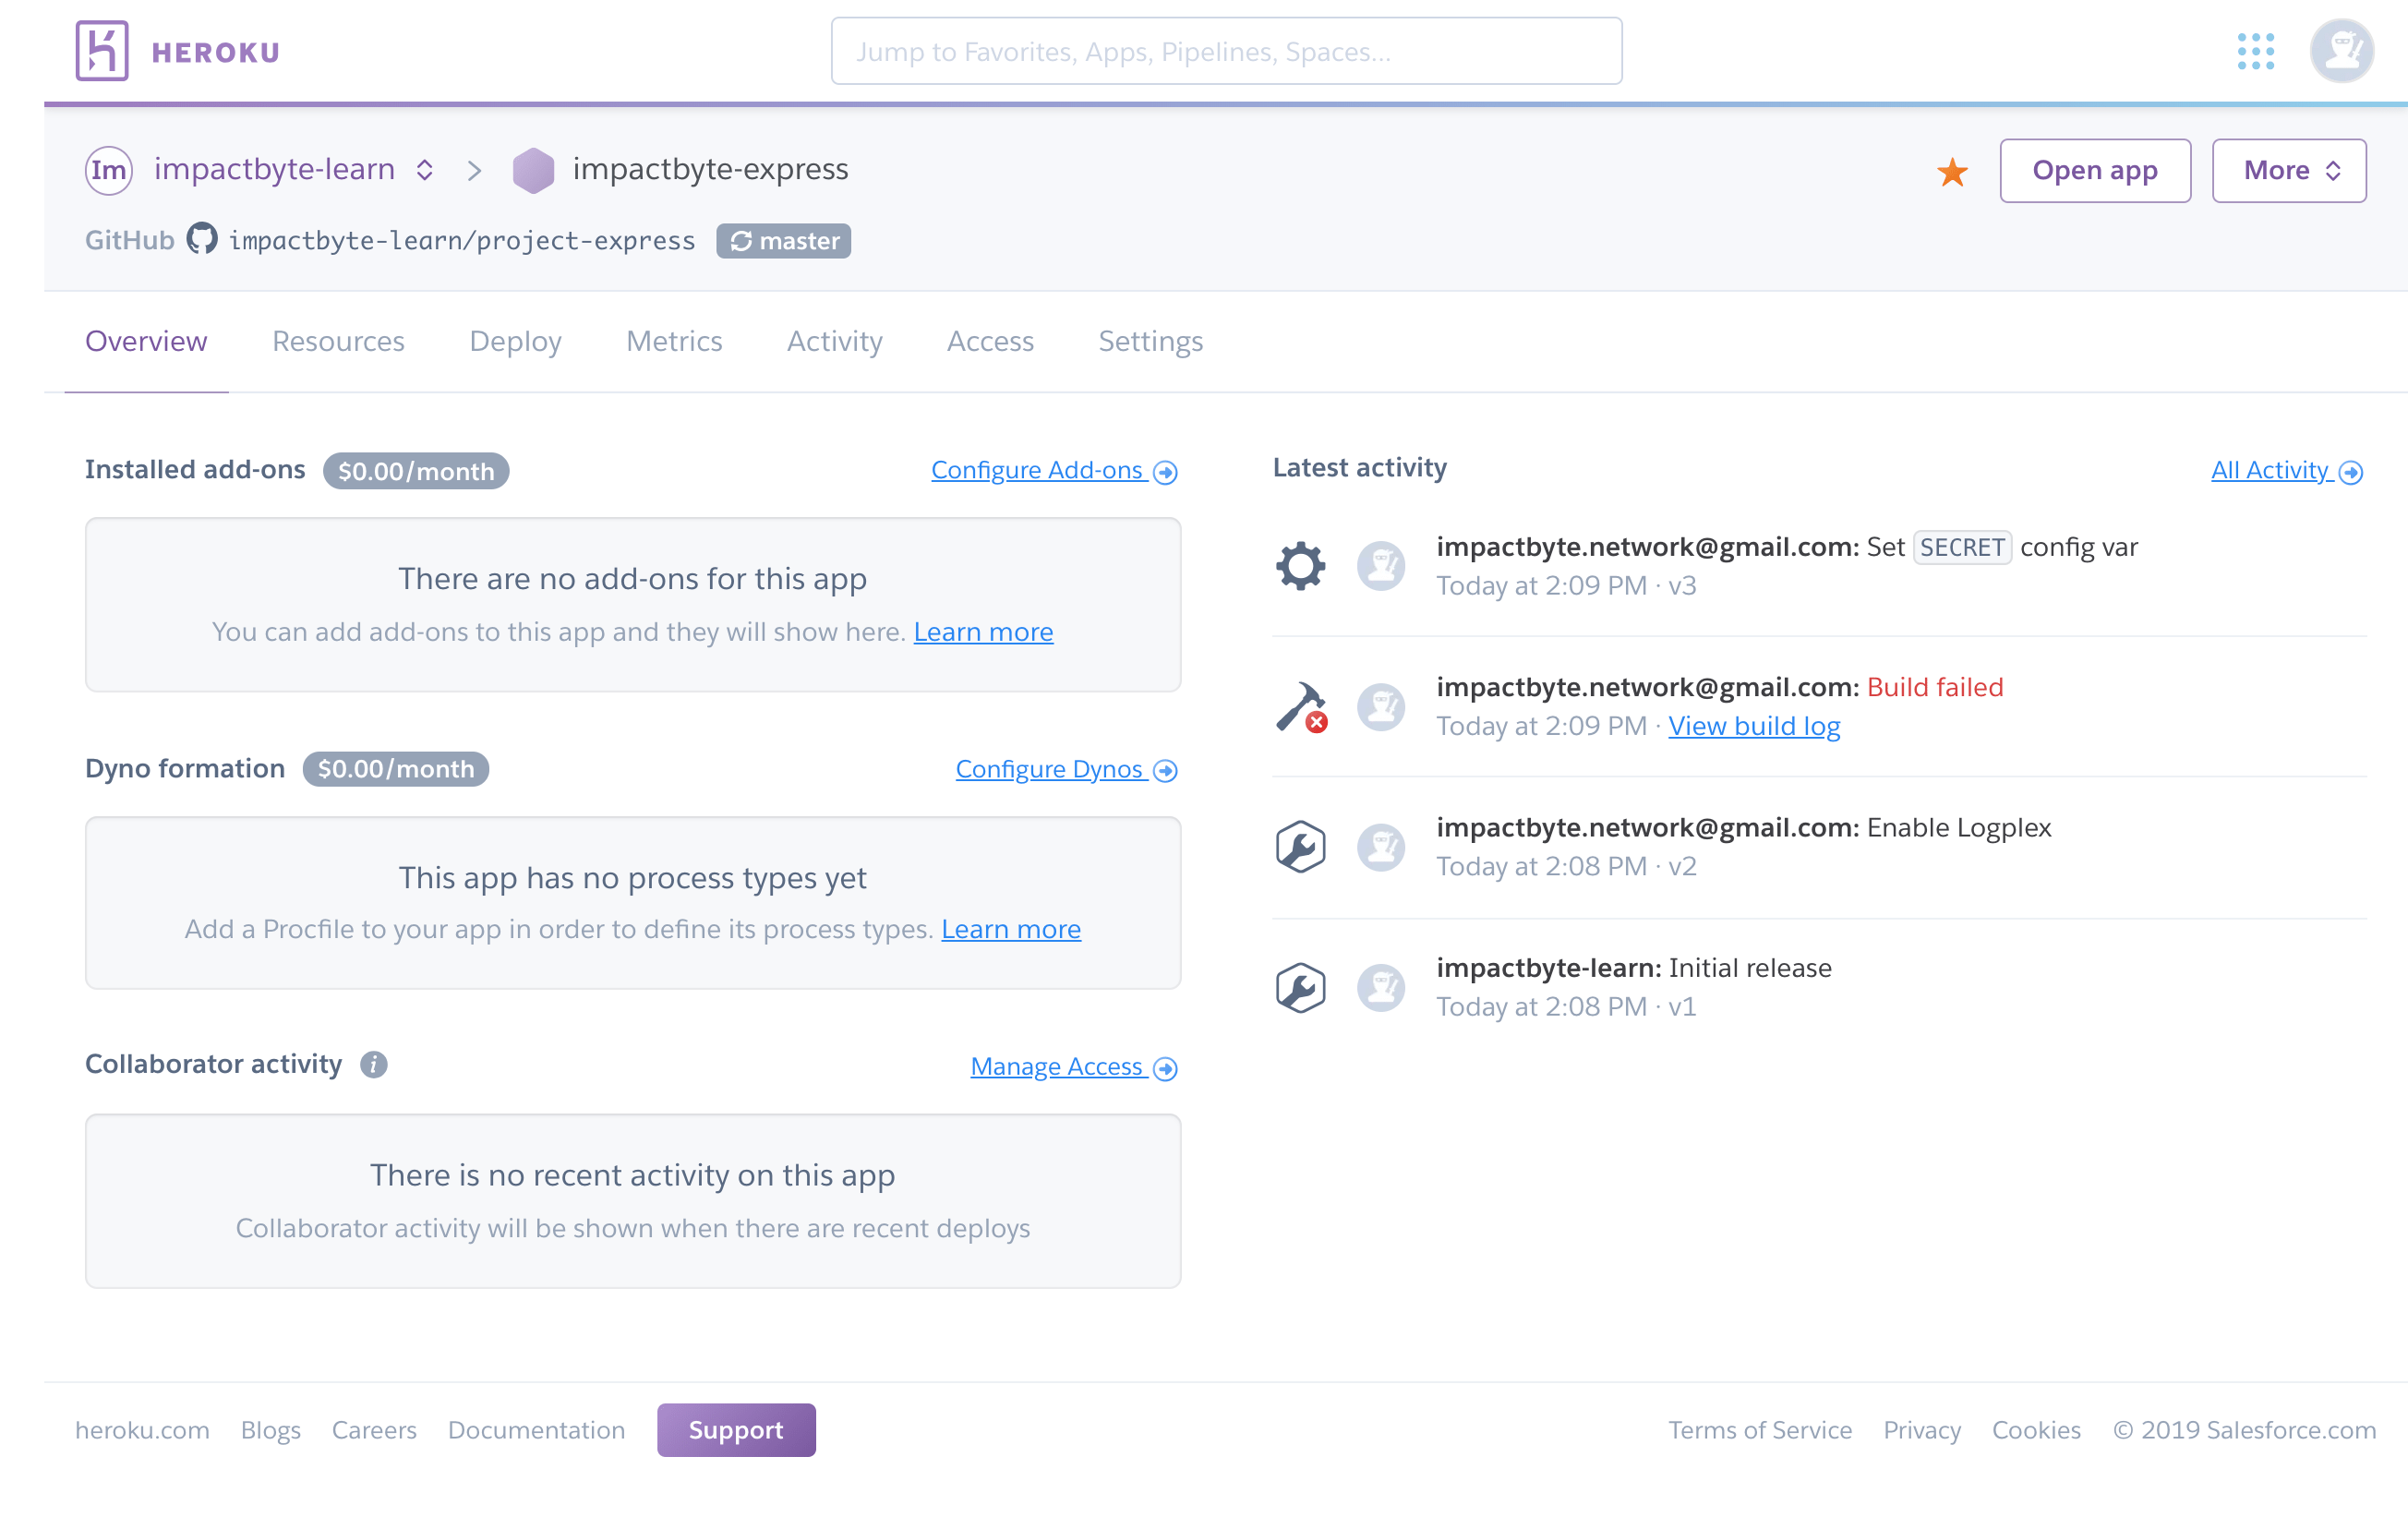 HEROKU
Jump to Favorites, Apps, Pipelines, Spaces...
Im impactbyte-learn > impactbyte-express
Open app
More
GitHub impactbyte-learn/project-express master
Overview Resources Deploy Metrics Activity Access Settings
Installed add-ons $0.00/month
Configure Add-ons
There are no add-ons for this app
You can add add-ons to this app and they will show here. Learn more
Dyno formation $0.00/month
Configure Dynos
This app has no process types yet
Add a Procfile to your app in order to define its process types. Learn more
Collaborator activity i
Manage Access
There is no recent activity on this app
Collaborator activity will be shown when there are recent deploys
Latest activity
All Activity
impactbyte.network@gmail.com: Set SECRET config var
Today at 2:09 PM · v3
impactbyte.network@gmail.com: Build failed
Today at 2:09 PM · View build log
impactbyte.network@gmail.com: Enable Logplex
Today at 2:08 PM · v2
impactbyte-learn: Initial release
Today at 2:08 PM · v1
heroku.com Blogs Careers Documentation Support
Terms of Service Privacy Cookies © 2019 Salesforce.com